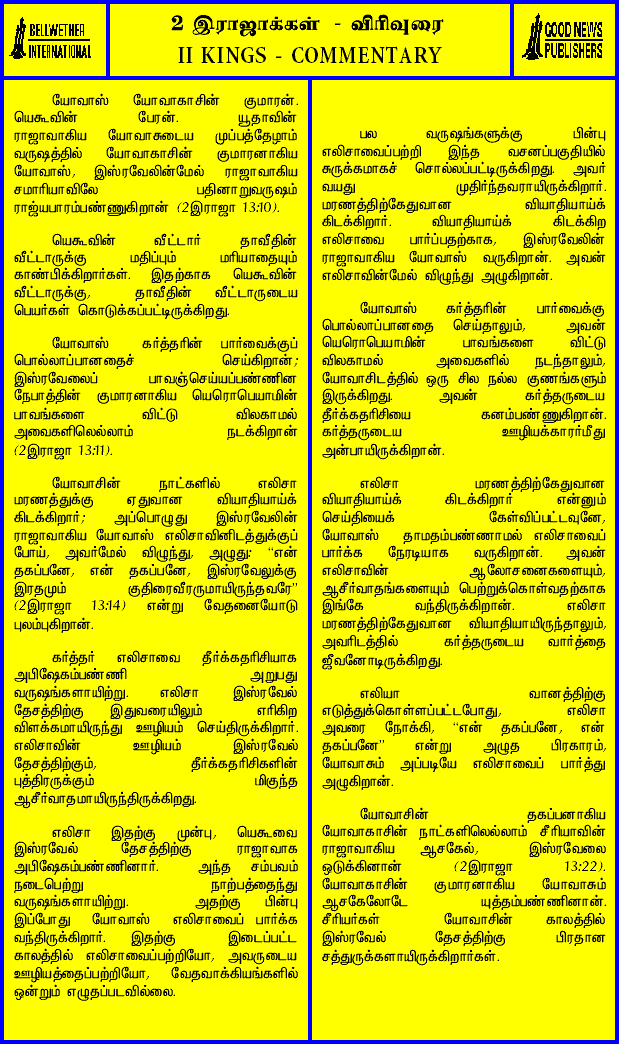 BELLWETHER
INTERNATIONAL
2 இராஜாக்கள் - விரிவுரை
II KINGS - COMMENTARY
GOOD NEWS
PUBLISHERS
யோவாஸ் யோவாகாசின் குமாரன்.
யெகூவின் பேரன். யூதாவின்
ராஜாவாகிய யோவாசுடைய முப்பத்தேழாம்
வருஷத்தில் யோவாகாசின் குமாரனாகிய
யோவாஸ், இஸ்ரவேலின்மேல் ராஜாவாகிய
சமாரியாவிலே பதினாறுவருஷம்
ராஜ்யபாரம்பண்ணுகிறான் (2இராஜா 13:10).
யெகூவின் வீட்டார் தாவீதின்
வீட்டாருக்கு மதிப்பும் மரியாதையும்
காண்பிக்கிறார்கள். இதற்காக யெகூவின்
வீட்டாருக்கு, தாவீதின் வீட்டாருடைய
பெயர்கள் கொடுக்கப்பட்டிருக்கிறது.
யோவாஸ் கர்த்தரின் பார்வைக்குப்
பொல்லாப்பானதைச் செய்கிறான்;
இஸ்ரவேலைப் பாவஞ்செய்யப்பண்ணின
நேபாத்தின் குமாரனாகிய யெரொபெயாமின்
பாவங்களை விட்டு விலகாமல்
அவைகளிலெல்லாம் நடக்கிறான்
(2இராஜா 13:11).
யோவாசின் நாட்களில் எலிசா
மரணத்துக்கு ஏதுவான வியாதியாய்க்
கிடக்கிறார்; அப்பொழுது இஸ்ரவேலின்
ராஜாவாகிய யோவாஸ் எலிசாவினிடத்துக்குப்
போய், அவர்மேல் விழுந்து, அழுது: “என்
தகப்பனே, என் தகப்பனே, இஸ்ரவேலுக்கு
இரதமும் குதிரைவீரருமாயிருந்தவரே”
(2இராஜா 13:14) என்று வேதனையோடு
புலம்புகிறான்.
கர்த்தர் எலிசாவை தீர்க்கதரிசியாக
அபிஷேகம்பண்ணி அறுபது
வருஷங்களாயிற்று. எலிசா இஸ்ரவேல்
தேசத்திற்கு இதுவரையிலும் எரிகிற
விளக்கமாயிருந்து ஊழியம் செய்திருக்கிறார்.
எலிசாவின் ஊழியம் இஸ்ரவேல்
தேசத்திற்கும், தீர்க்கதரிசிகளின்
புத்திரருக்கும் மிகுந்த
ஆசீர்வாதமாயிருந்திருக்கிறது.
எலிசா இதற்கு முன்பு, யெகூவை
இஸ்ரவேல் தேசத்திற்கு ராஜாவாக
அபிஷேகம்பண்ணினார். அந்த சம்பவம்
நடைபெற்று நாற்பத்தைந்து
வருஷங்களாயிற்று. அதற்கு பின்பு
இப்போது யோவாஸ் எலிசாவைப் பார்க்க
வந்திருக்கிறார். இதற்கு இடைப்பட்ட
காலத்தில் எலிசாவைப்பற்றியோ, அவருடைய
ஊழியத்தைப்பற்றியோ, வேதவாக்கியங்களில்
ஒன்றும் எழுதப்படவில்லை.
பல வருஷங்களுக்கு பின்பு
எலிசாவைப்பற்றி இந்த வசனப்பகுதியில்
சுருக்கமாகச் சொல்லப்பட்டிருக்கிறது. அவர்
வயது முதிர்ந்தவராயிருக்கிறார்.
மரணத்திற்கேதுவான வியாதியாய்க்
கிடக்கிறார். வியாதியாய்க் கிடக்கிற
எலிசாவை பார்ப்பதற்காக, இஸ்ரவேலின்
ராஜாவாகிய யோவாஸ் வருகிறான். அவன்
எலிசாவின்மேல் விழுந்து அழுகிறான்.
யோவாஸ் கர்த்தரின் பார்வைக்கு
பொல்லாப்பானதை செய்தாலும், அவன்
யெரொபெயாமின் பாவங்களை விட்டு
விலகாமல் அவைகளில் நடந்தாலும்,
யோவாசிடத்தில் ஒரு சில நல்ல குணங்களும்
இருக்கிறது. அவன் கர்த்தருடைய
தீர்க்கதரிசியை கனம்பண்ணுகிறான்.
கர்த்தருடைய ஊழியக்காரர்மீது
அன்பாயிருக்கிறான்.
எலிசா மரணத்திற்கேதுவான
வியாதியாய்க் கிடக்கிறார் என்னும்
செய்தியைக் கேள்விப்பட்டவுனே,
யோவாஸ் தாமதம்பண்ணாமல் எலிசாவைப்
பார்க்க நேரடியாக வருகிறான். அவன்
எலிசாவின் ஆலோசனைகளையும்,
ஆசீர்வாதங்களையும் பெற்றுக்கொள்வதற்காக
இங்கே வந்திருக்கிறான். எலிசா
மரணத்திற்கேதுவான வியாதியாயிருந்தாலும்,
அவரிடத்தில் கர்த்தருடைய வார்த்தை
ஜீவனோடிருக்கிறது.
எலியா வானத்திற்கு
எடுத்துக்கொள்ளப்பட்டபோது, எலிசா
அவரை நோக்கி, “என் தகப்பனே, என்
தகப்பனே” என்று அழுத பிரகாரம்,
யோவாசும் அப்படியே எலிசாவைப் பார்த்து
அழுகிறான்.
யோவாசின் தகப்பனாகிய
யோவாகாசின் நாட்களிலெல்லாம் சீரியாவின்
ராஜாவாகிய ஆசகேல், இஸ்ரவேலை
ஒடுக்கினான் (2இராஜா 13:22).
யோவாகாசின் குமாரனாகிய யோவாசும்
ஆசகேலோடே யுத்தம்பண்ணினான்.
சீரியர்கள் யோவாசின் காலத்தில்
இஸ்ரவேல் தேசத்திற்கு பிரதான
சத்துருக்களாயிருக்கிறார்கள்.